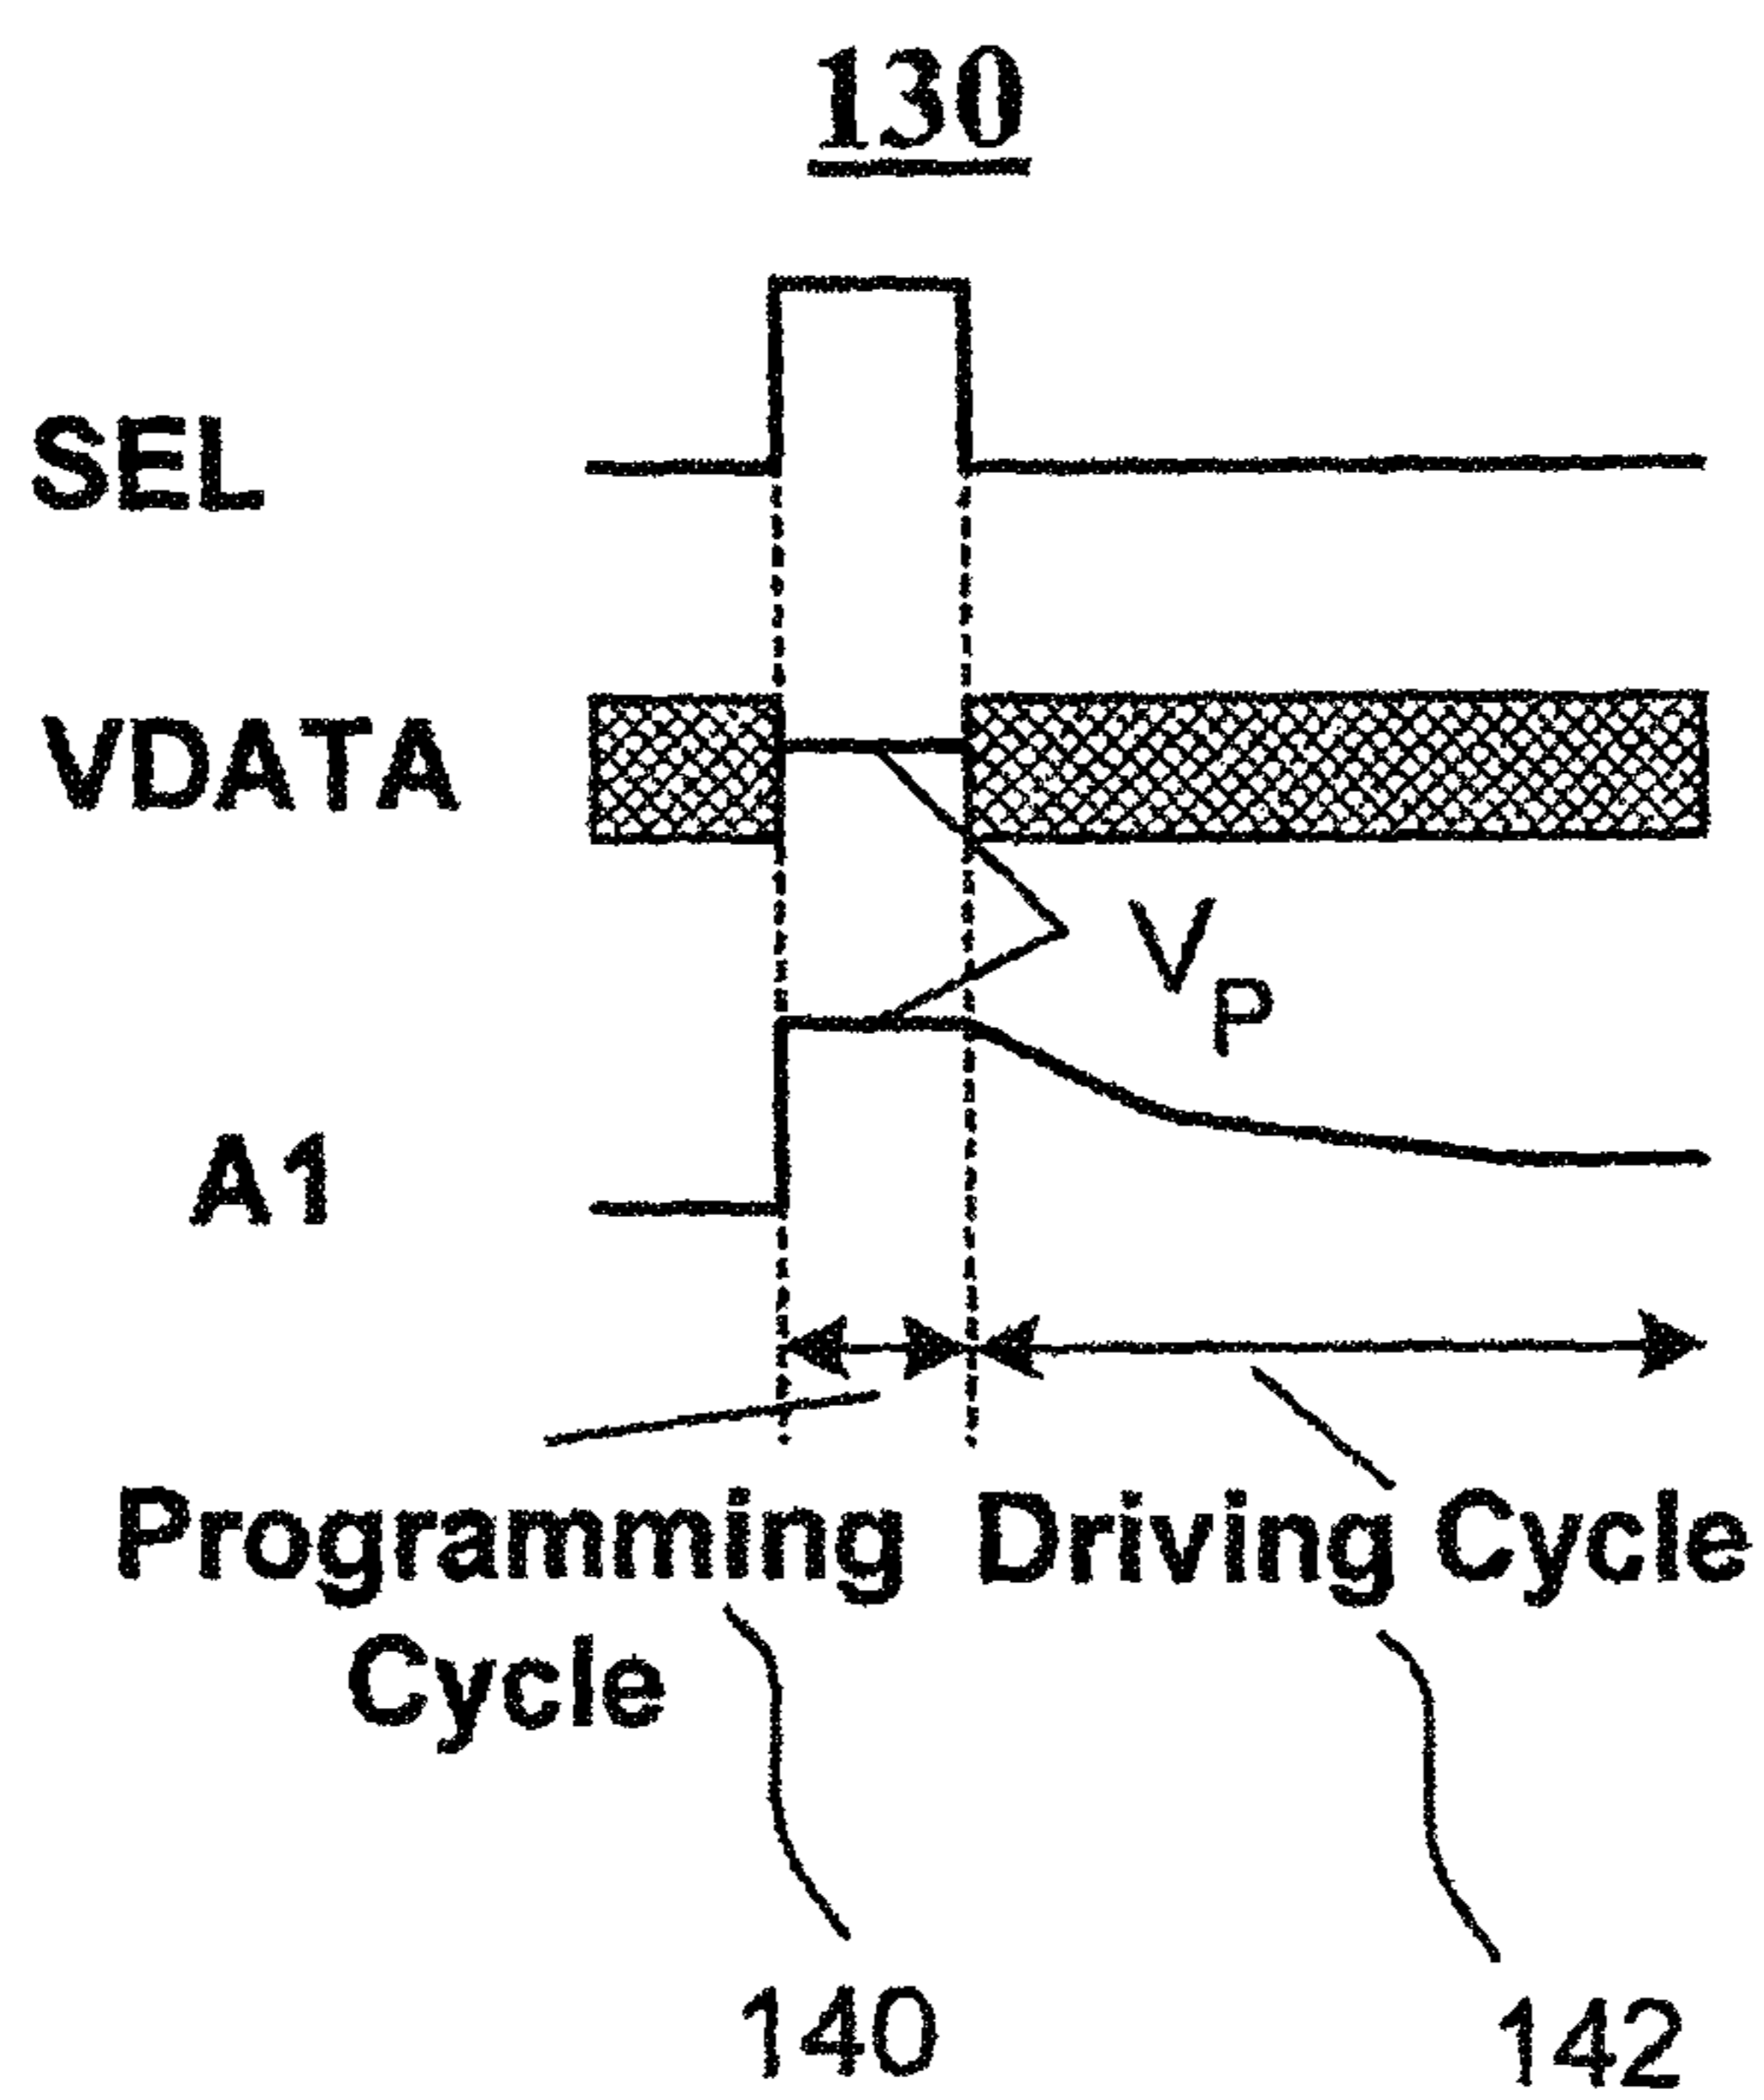 130
SEL
VDATA
VP
A1
Programming Cycle
Driving Cycle
140
142